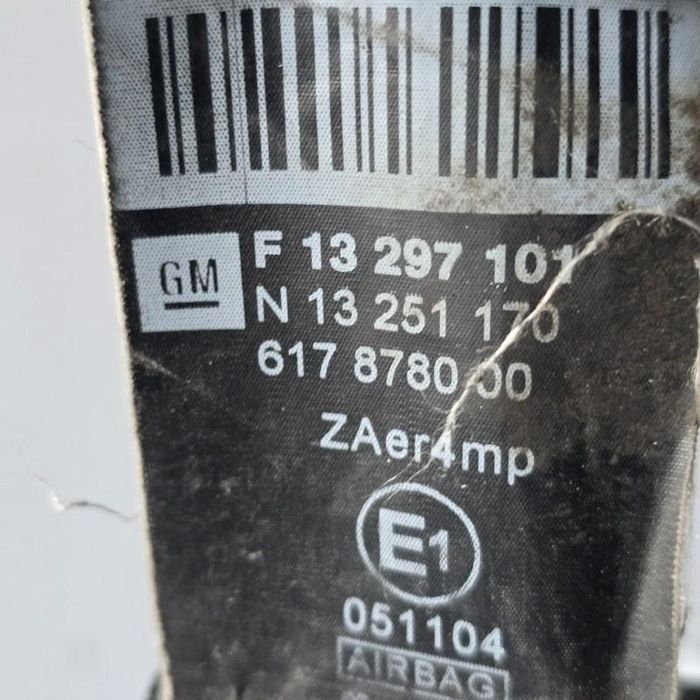 GM
F 13 297 101
N 13 251 170
617 8780 00
ZAer4mp
E1
051104
AIRBAG